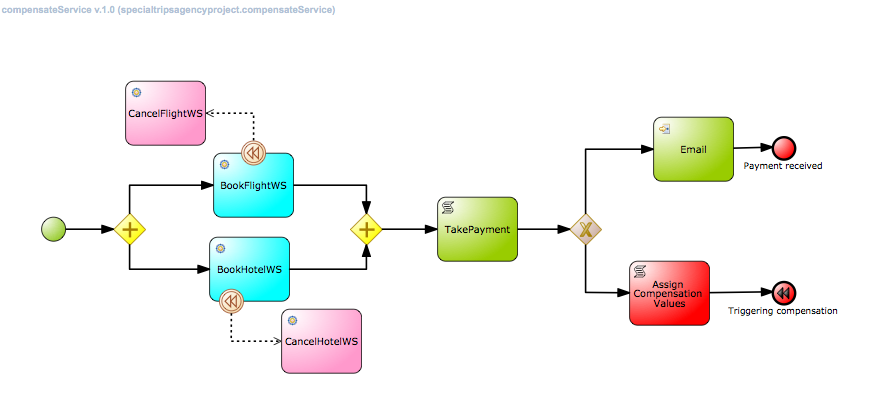 compensateService v.1.0 (specialtripsagencyproject.compensateService)
CancelFlightWS
BookFlightWS
BookHotelWS
CancelHotelWS
TakePayment
X
Email
Payment received
Assign
Compensation
Values
Triggering compensation